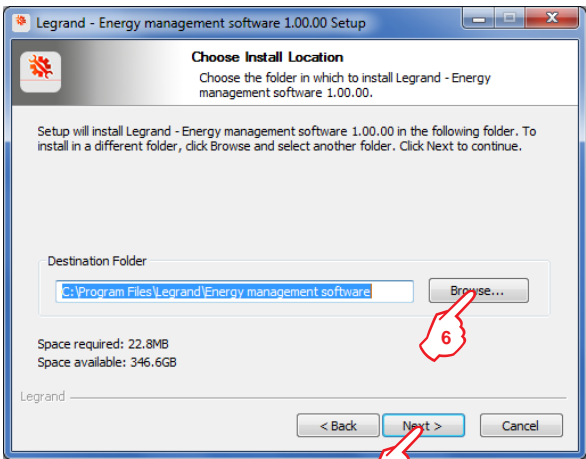 Legrand - Energy management software 1.00.00 Setup
Choose Install Location
Choose the folder in which to install Legrand - Energy
management software 1.00.00.
Setup will install Legrand - Energy management software 1.00.00 in the following folder. To
install in a different folder, click Browse and select another folder. Click Next to continue.
Destination Folder
C:\Program Files\Legrand\Energy management software
Browse...
6
Space required: 22.8MB
Space available: 346.6GB
Legrand
< Back Next > Cancel